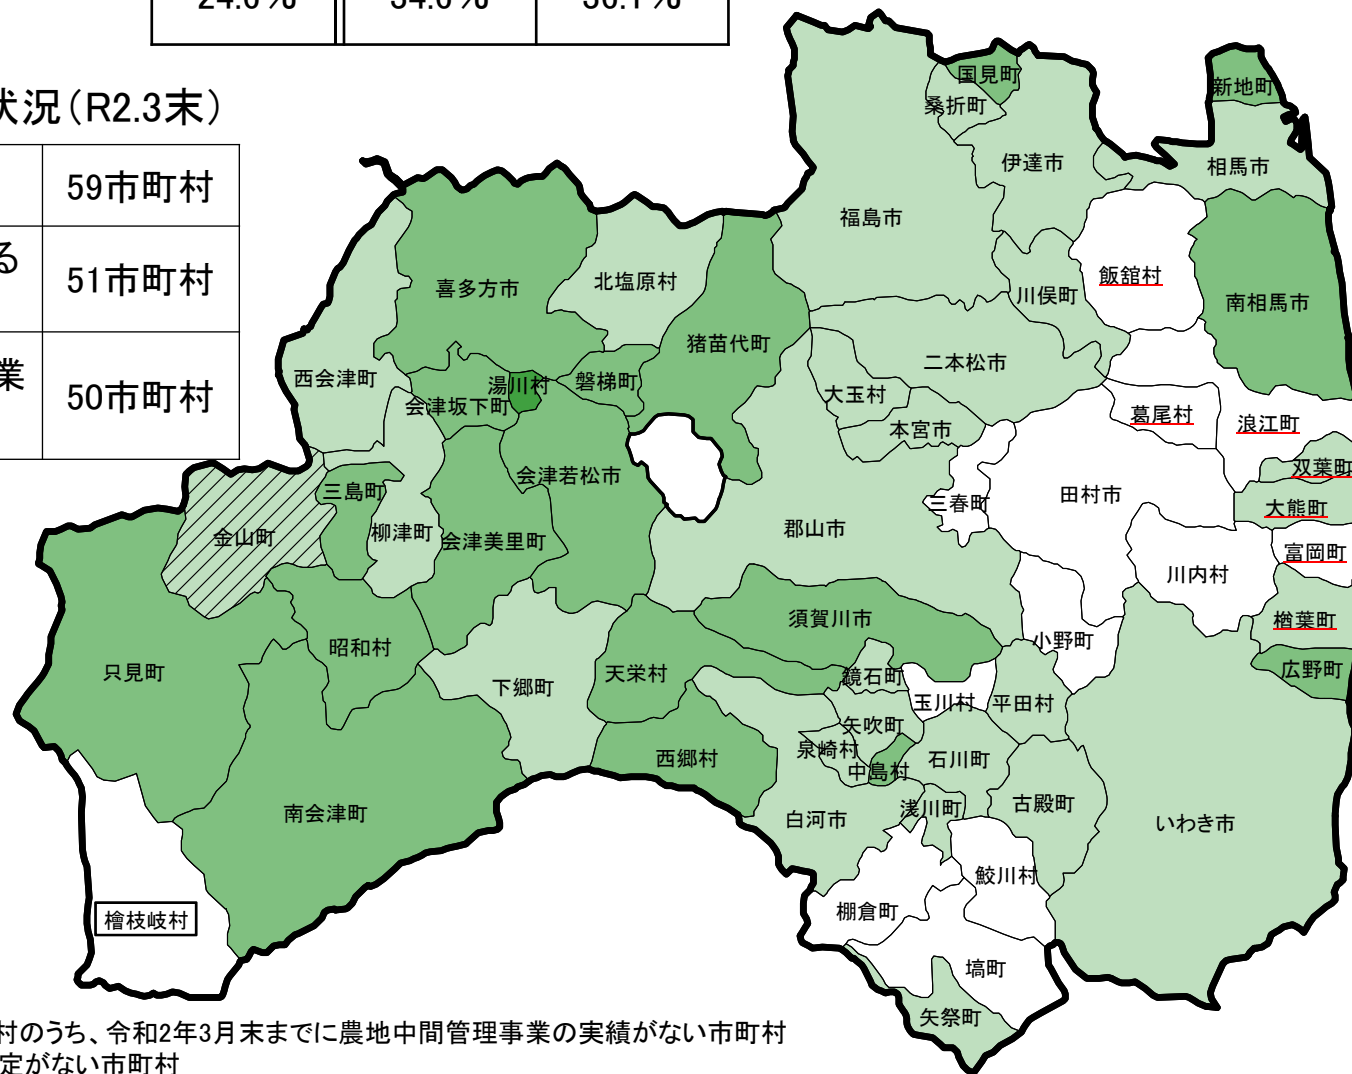 24.0% 34.6% 36.1%
状況(R2.3末)
59市町村
る 51市町村
業 50市町村
国見町
新地町
桑折町
伊達市
相馬市
福島市
飯舘村
喜多方市
北塩原村
川俣町
南相馬市
猪苗代町
二本松市
西会津町
湯川村
磐梯町
大玉村
会津坂下町
葛尾村
浪江町
本宮市
会津若松市
双葉町
三島町
田村市
三春町
大熊町
金山町
柳津町
会津美里町
郡山市
富岡町
川内村
須賀川市
楢葉町
昭和村
小野町
只見町
下郷町
天栄村
鏡石町
広野町
玉川村
平田村
矢吹町
泉崎村
西郷村
石川町
中島村
南会津町
白河市
浅川町
古殿町
いわき市
鮫川村
棚倉町
檜枝岐村
塙町
矢祭町
村のうち、令和2年3月末までに農地中間管理事業の実績がない市町村
定がない市町村